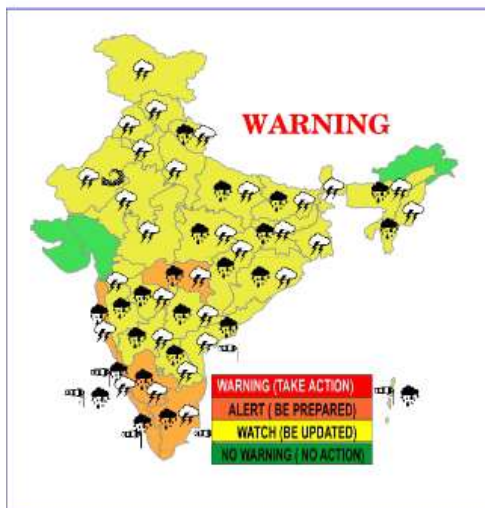 WARNING
WARNING (TAKE ACTION)
ALERT ( BE PREPARED)
WATCH (BE UPDATED)
NO WARNING ( NO ACTION)